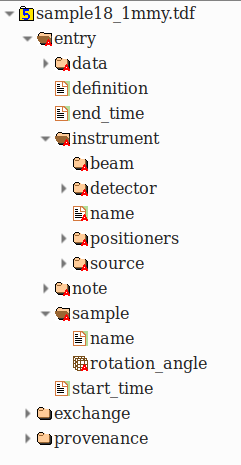 sample18_1mmy.tdf
entry
data
definition
end_time
instrument
beam
detector
name
positioners
source
note
sample
name
rotation_angle
start_time
exchange
provenance